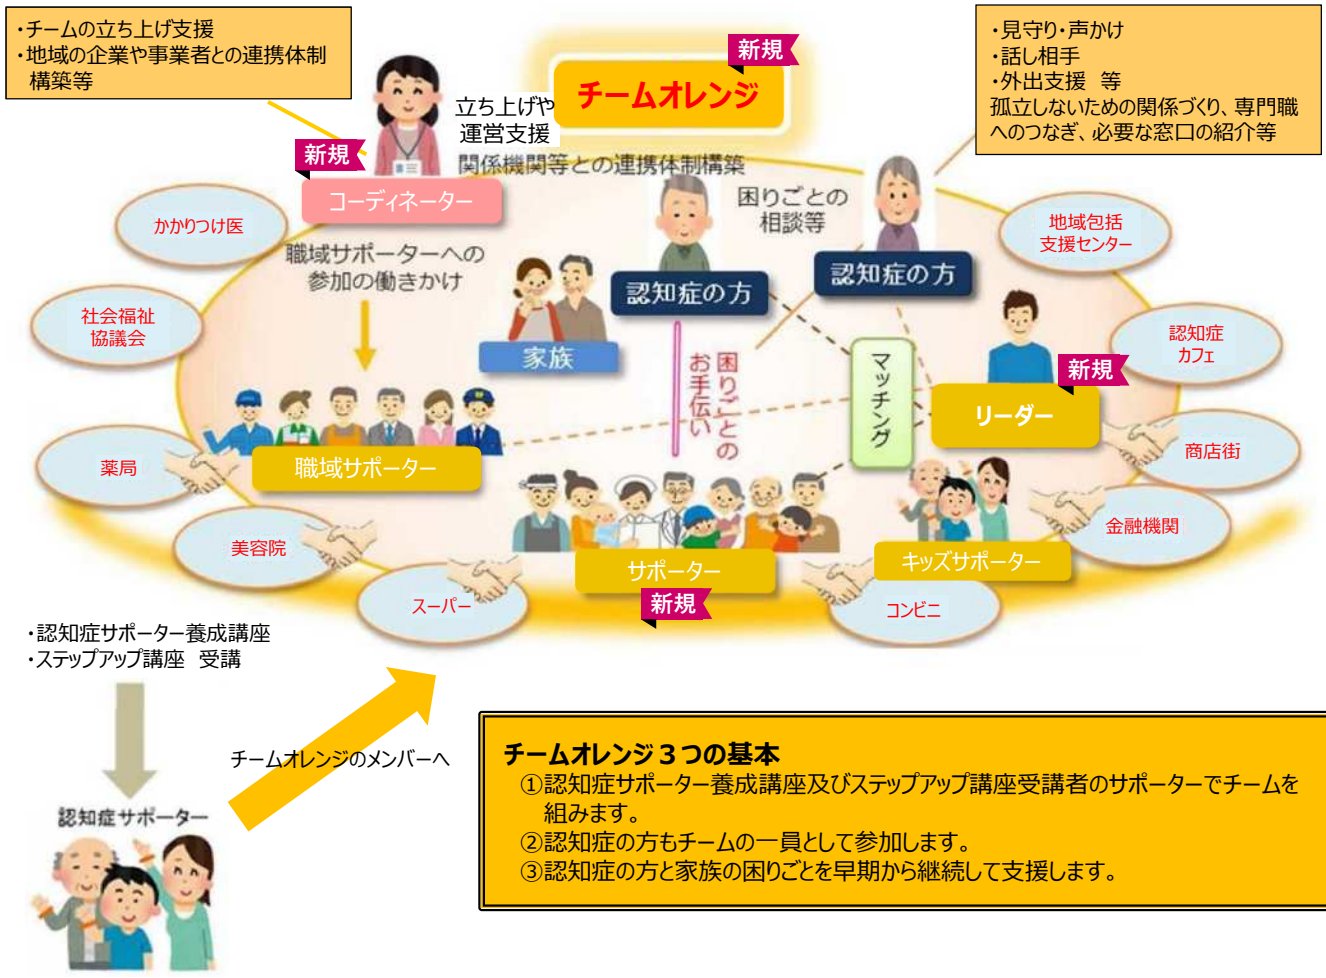 ・チームの立ち上げ支援
・地域の企業や事業者との連携体制
構築等
新規
チームオレンジ
・見守り・声かけ
・話し相手
・外出支援　等
孤立しないための関係づくり、専門職
へのつなぎ、必要な窓口の紹介等
立ち上げや
運営支援
新規
関係機関等との連携体制構築
コーディネーター
困りごとの
相談等
かかりつけ医
地域包括
支援センター
職域サポーターへの
参加の働きかけ
認知症の方
認知症の方
社会福祉
協議会
認知症
カフェ
家族
困りごとの
お手伝い
マッチング
新規
リーダー
薬局
職域サポーター
商店街
美容院
金融機関
サポーター
キッズサポーター
新規
スーパー
コンビニ
・認知症サポーター養成講座
・ステップアップ講座　受講
チームオレンジのメンバーへ
認知症サポーター
チームオレンジ３つの基本
①認知症サポーター養成講座及びステップアップ講座受講者のサポーターでチームを
組みます。
②認知症の方もチームの一員として参加します。
③認知症の方と家族の困りごとを早期から継続して支援します。